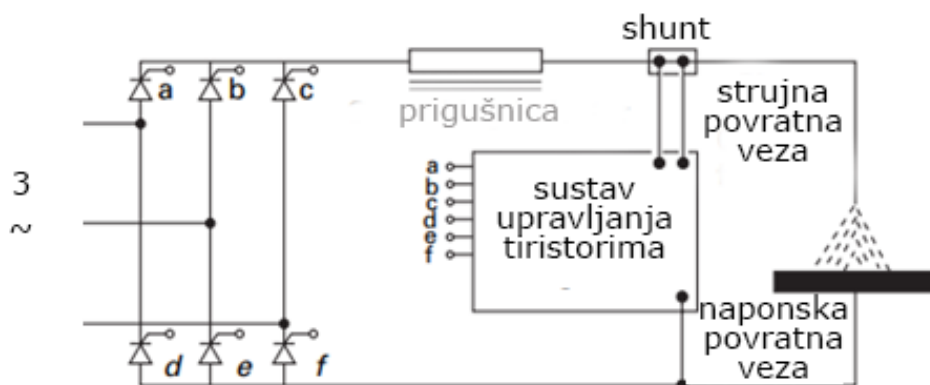 shunt
a b c
prigušnica
strujna
povratna
veza
3
~
a
b
c
d
e
f
sustav
upravljanja
tiristorima
naponska
povratna
veza
d e f